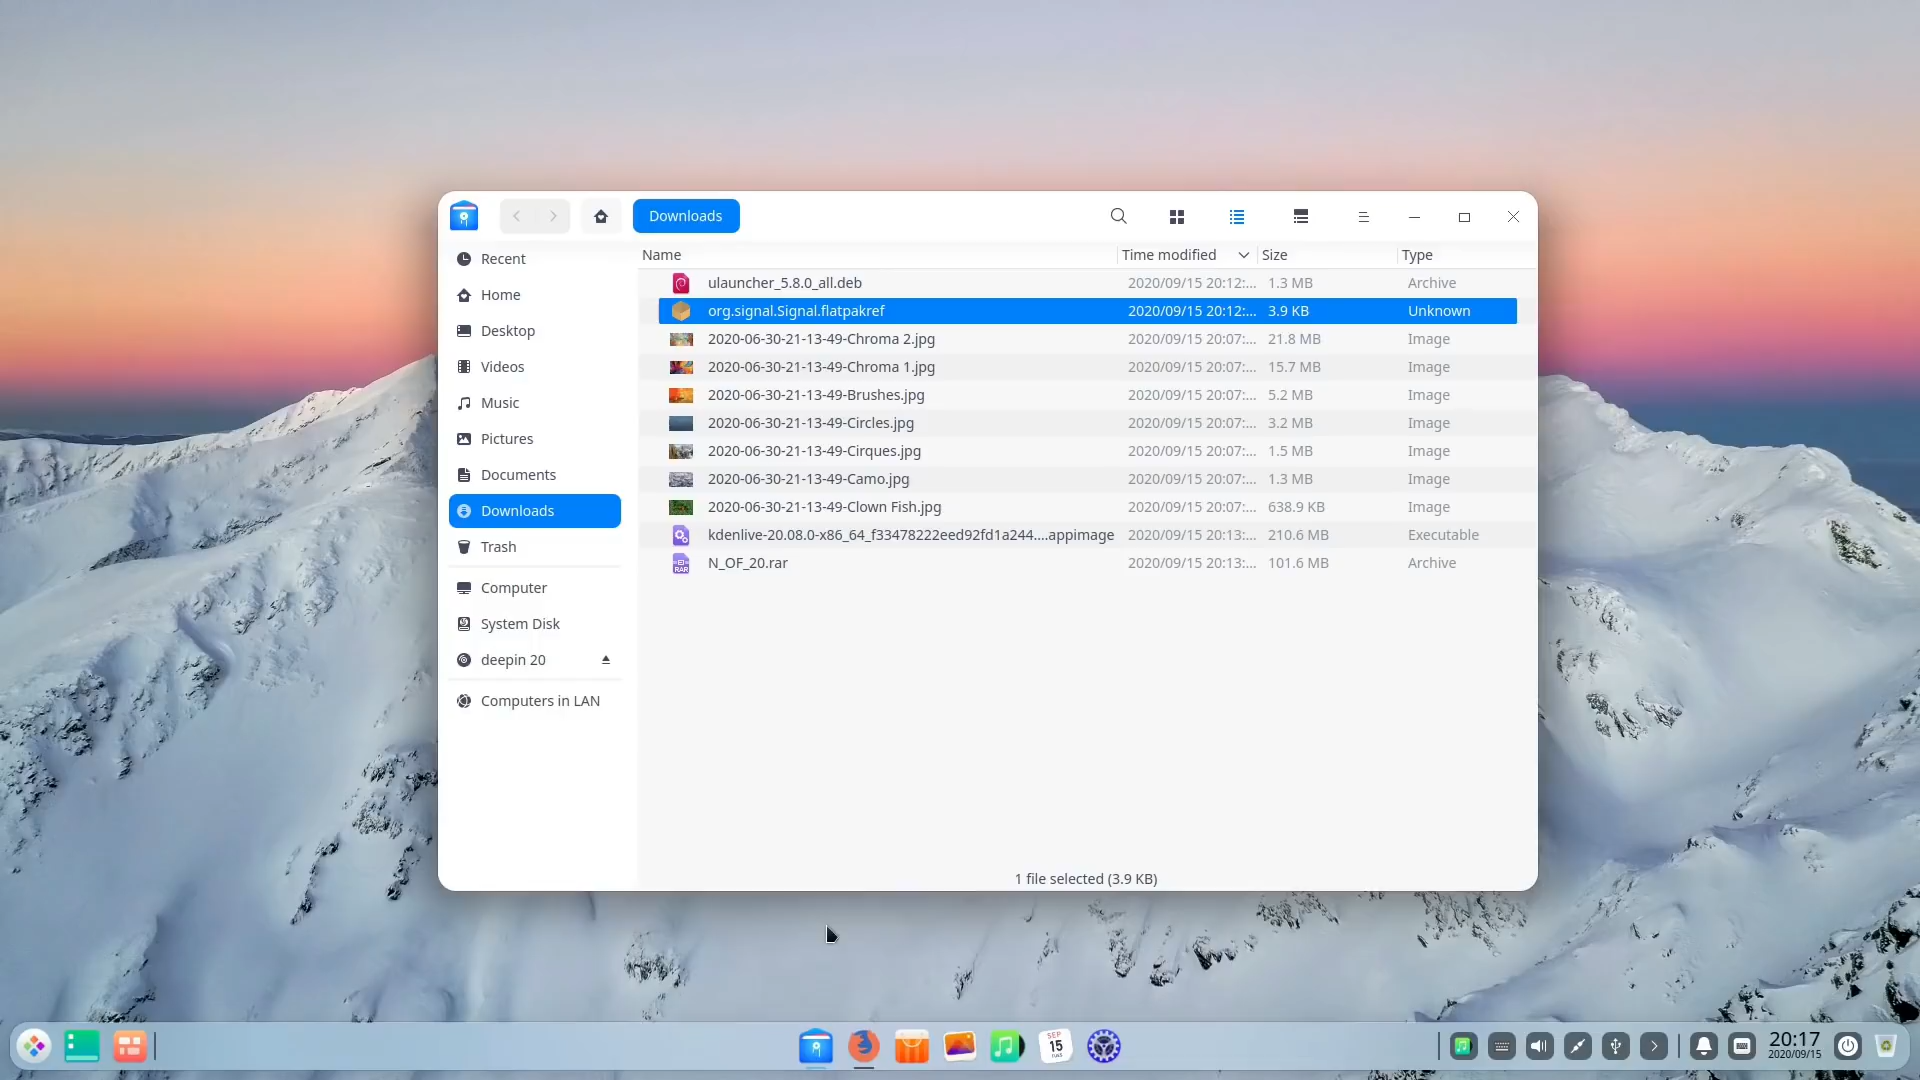 Downloads
Recent
Home
Desktop
Videos
Music
Pictures
Documents
Downloads
Trash
Computer
System Disk
deepin 20
Computers in LAN
Name Time modified Size Type
ulauncher_5.8.0_all.deb 2020/09/15 20:12:... 1.3 MB Archive
org.signal.Signal.flatpakref 2020/09/15 20:12:... 3.9 KB Unknown
2020-06-30-21-13-49-Chroma 2.jpg 2020/09/15 20:07:... 21.8 MB Image
2020-06-30-21-13-49-Chroma 1.jpg 2020/09/15 20:07:... 15.7 MB Image
2020-06-30-21-13-49-Brushes.jpg 2020/09/15 20:07:... 5.2 MB Image
2020-06-30-21-13-49-Circles.jpg 2020/09/15 20:07:... 3.2 MB Image
2020-06-30-21-13-49-Cirques.jpg 2020/09/15 20:07:... 1.5 MB Image
2020-06-30-21-13-49-Camo.jpg 2020/09/15 20:07:... 1.3 MB Image
2020-06-30-21-13-49-Clown Fish.jpg 2020/09/15 20:07:... 638.9 KB Image
kdenlive-20.08.0-x86_64_f33478222eed92fd1a244....appimage 2020/09/15 20:13:... 210.6 MB Executable
N_OF_20.rar 2020/09/15 20:13:... 101.6 MB Archive
1 file selected (3.9 KB)
SEP
15
TUES
20:17
2020/09/15